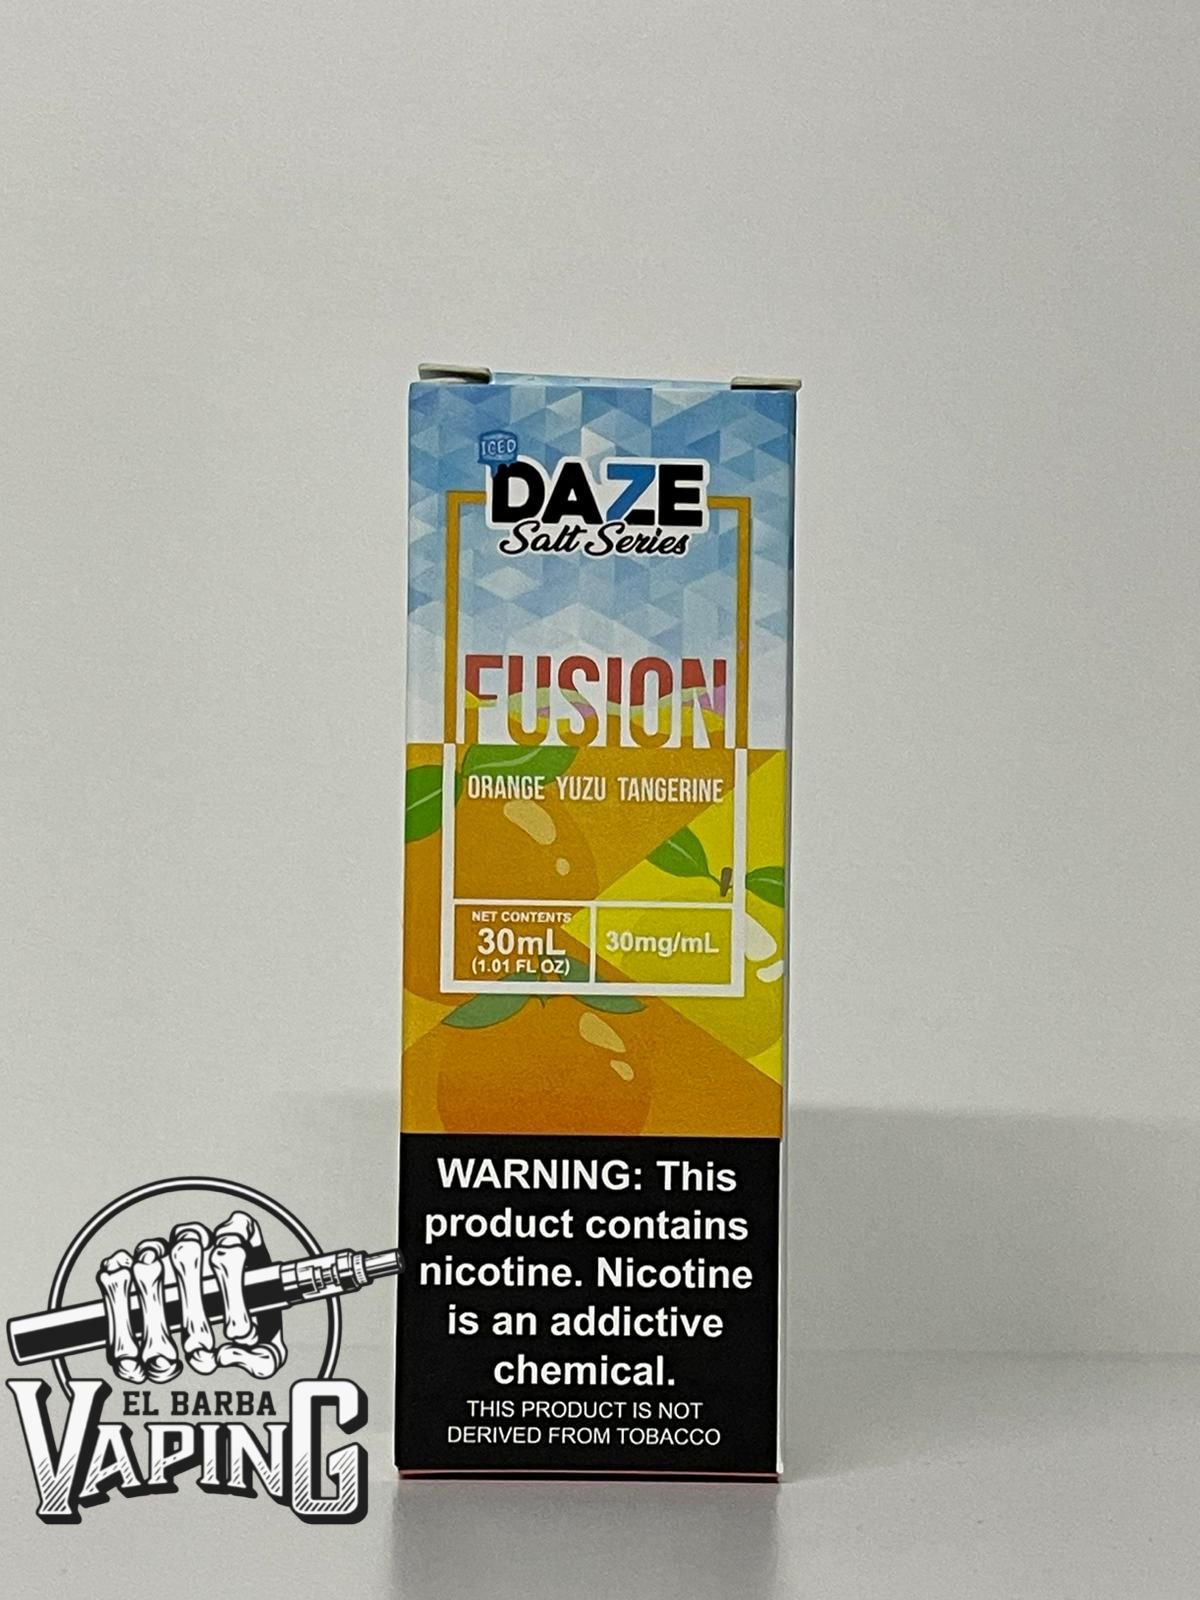 ICED
DAZE
Salt Series
FUSION
ORANGE YUZU TANGERINE
NET CONTENTS
30mL
(1.01 FL OZ)
30mg/mL
WARNING: This
product contains
nicotine. Nicotine
is an addictive
chemical.
THIS PRODUCT IS NOT
DERIVED FROM TOBACCO
EL BARBA
VAPING